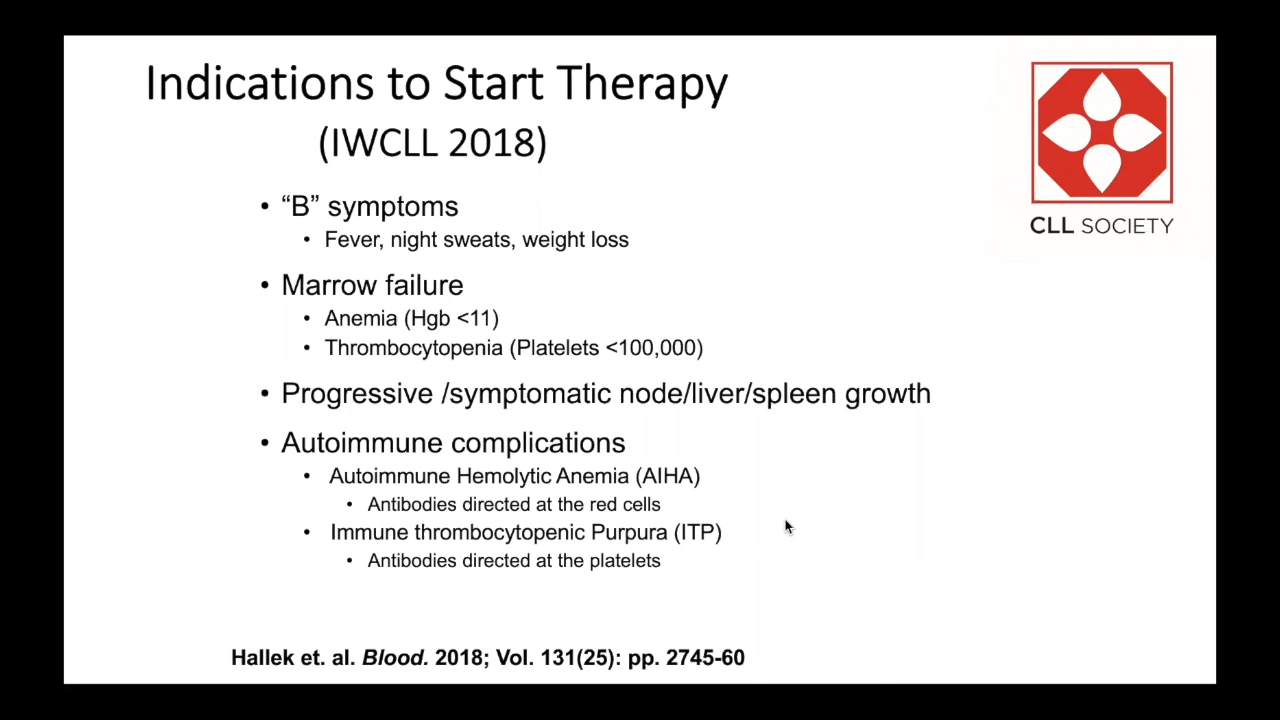 Indications to Start Therapy
(IWCLL 2018)
CLL SOCIETY
• “B” symptoms
• Fever, night sweats, weight loss
• Marrow failure
• Anemia (Hgb <11)
• Thrombocytopenia (Platelets <100,000)
• Progressive /symptomatic node/liver/spleen growth
• Autoimmune complications
• Autoimmune Hemolytic Anemia (AIHA)
• Antibodies directed at the red cells
• Immune thrombocytopenic Purpura (ITP)
• Antibodies directed at the platelets
Hallek et. al. Blood. 2018; Vol. 131(25): pp. 2745-60